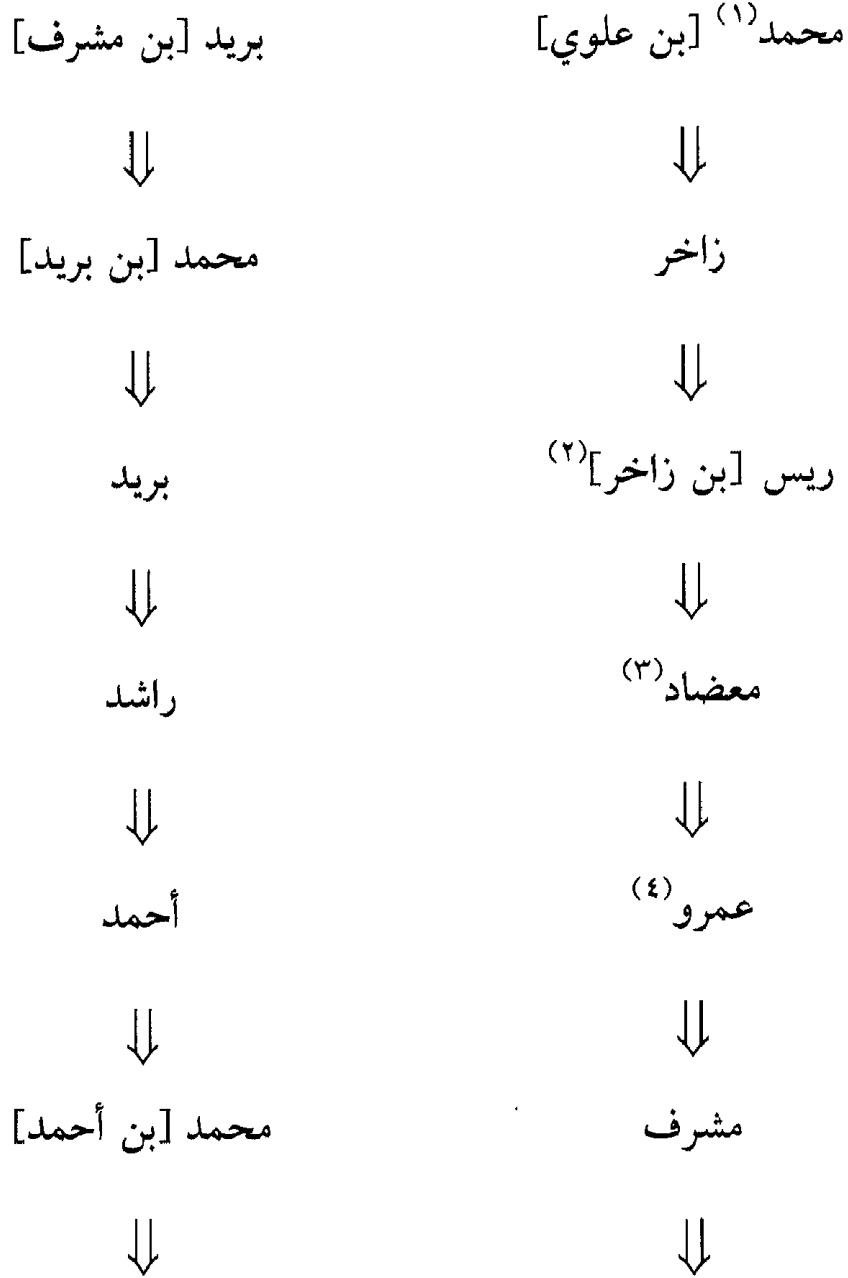 محمد(١) [بن علوي]
⇓
زاخر
⇓
ريس [بن زاخر](٢)
⇓
معضاد(٣)
⇓
عمرو(٤)
⇓
مشرف
⇓
بريد [بن مشرف]
⇓
محمد [بن بريد]
⇓
بريد
⇓
راشد
⇓
أحمد
⇓
محمد [بن أحمد]
⇓